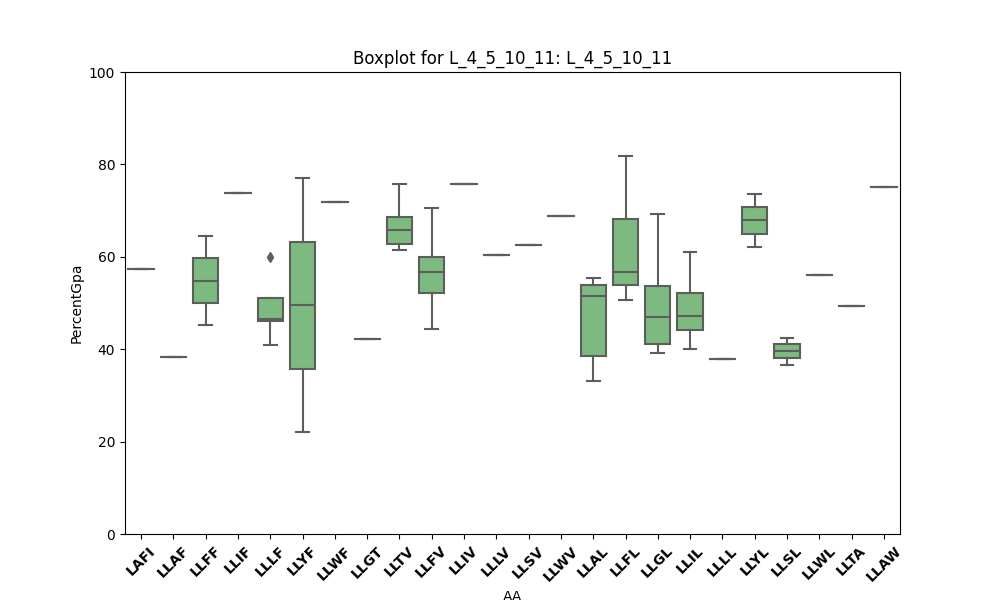 Boxplot for L_4_5_10_11: L_4_5_10_11
PercentGpa
100
80
60
40
20
0
LAFI LLAF LLFF LLIF LLLF LLYF LLWF LLGT LLTV LLFV LLIV LLLV LLSV LLWV LLAL LLFL LLGL LLIL LLLL LLYL LLSL LLWL LLTA LLAW
AA